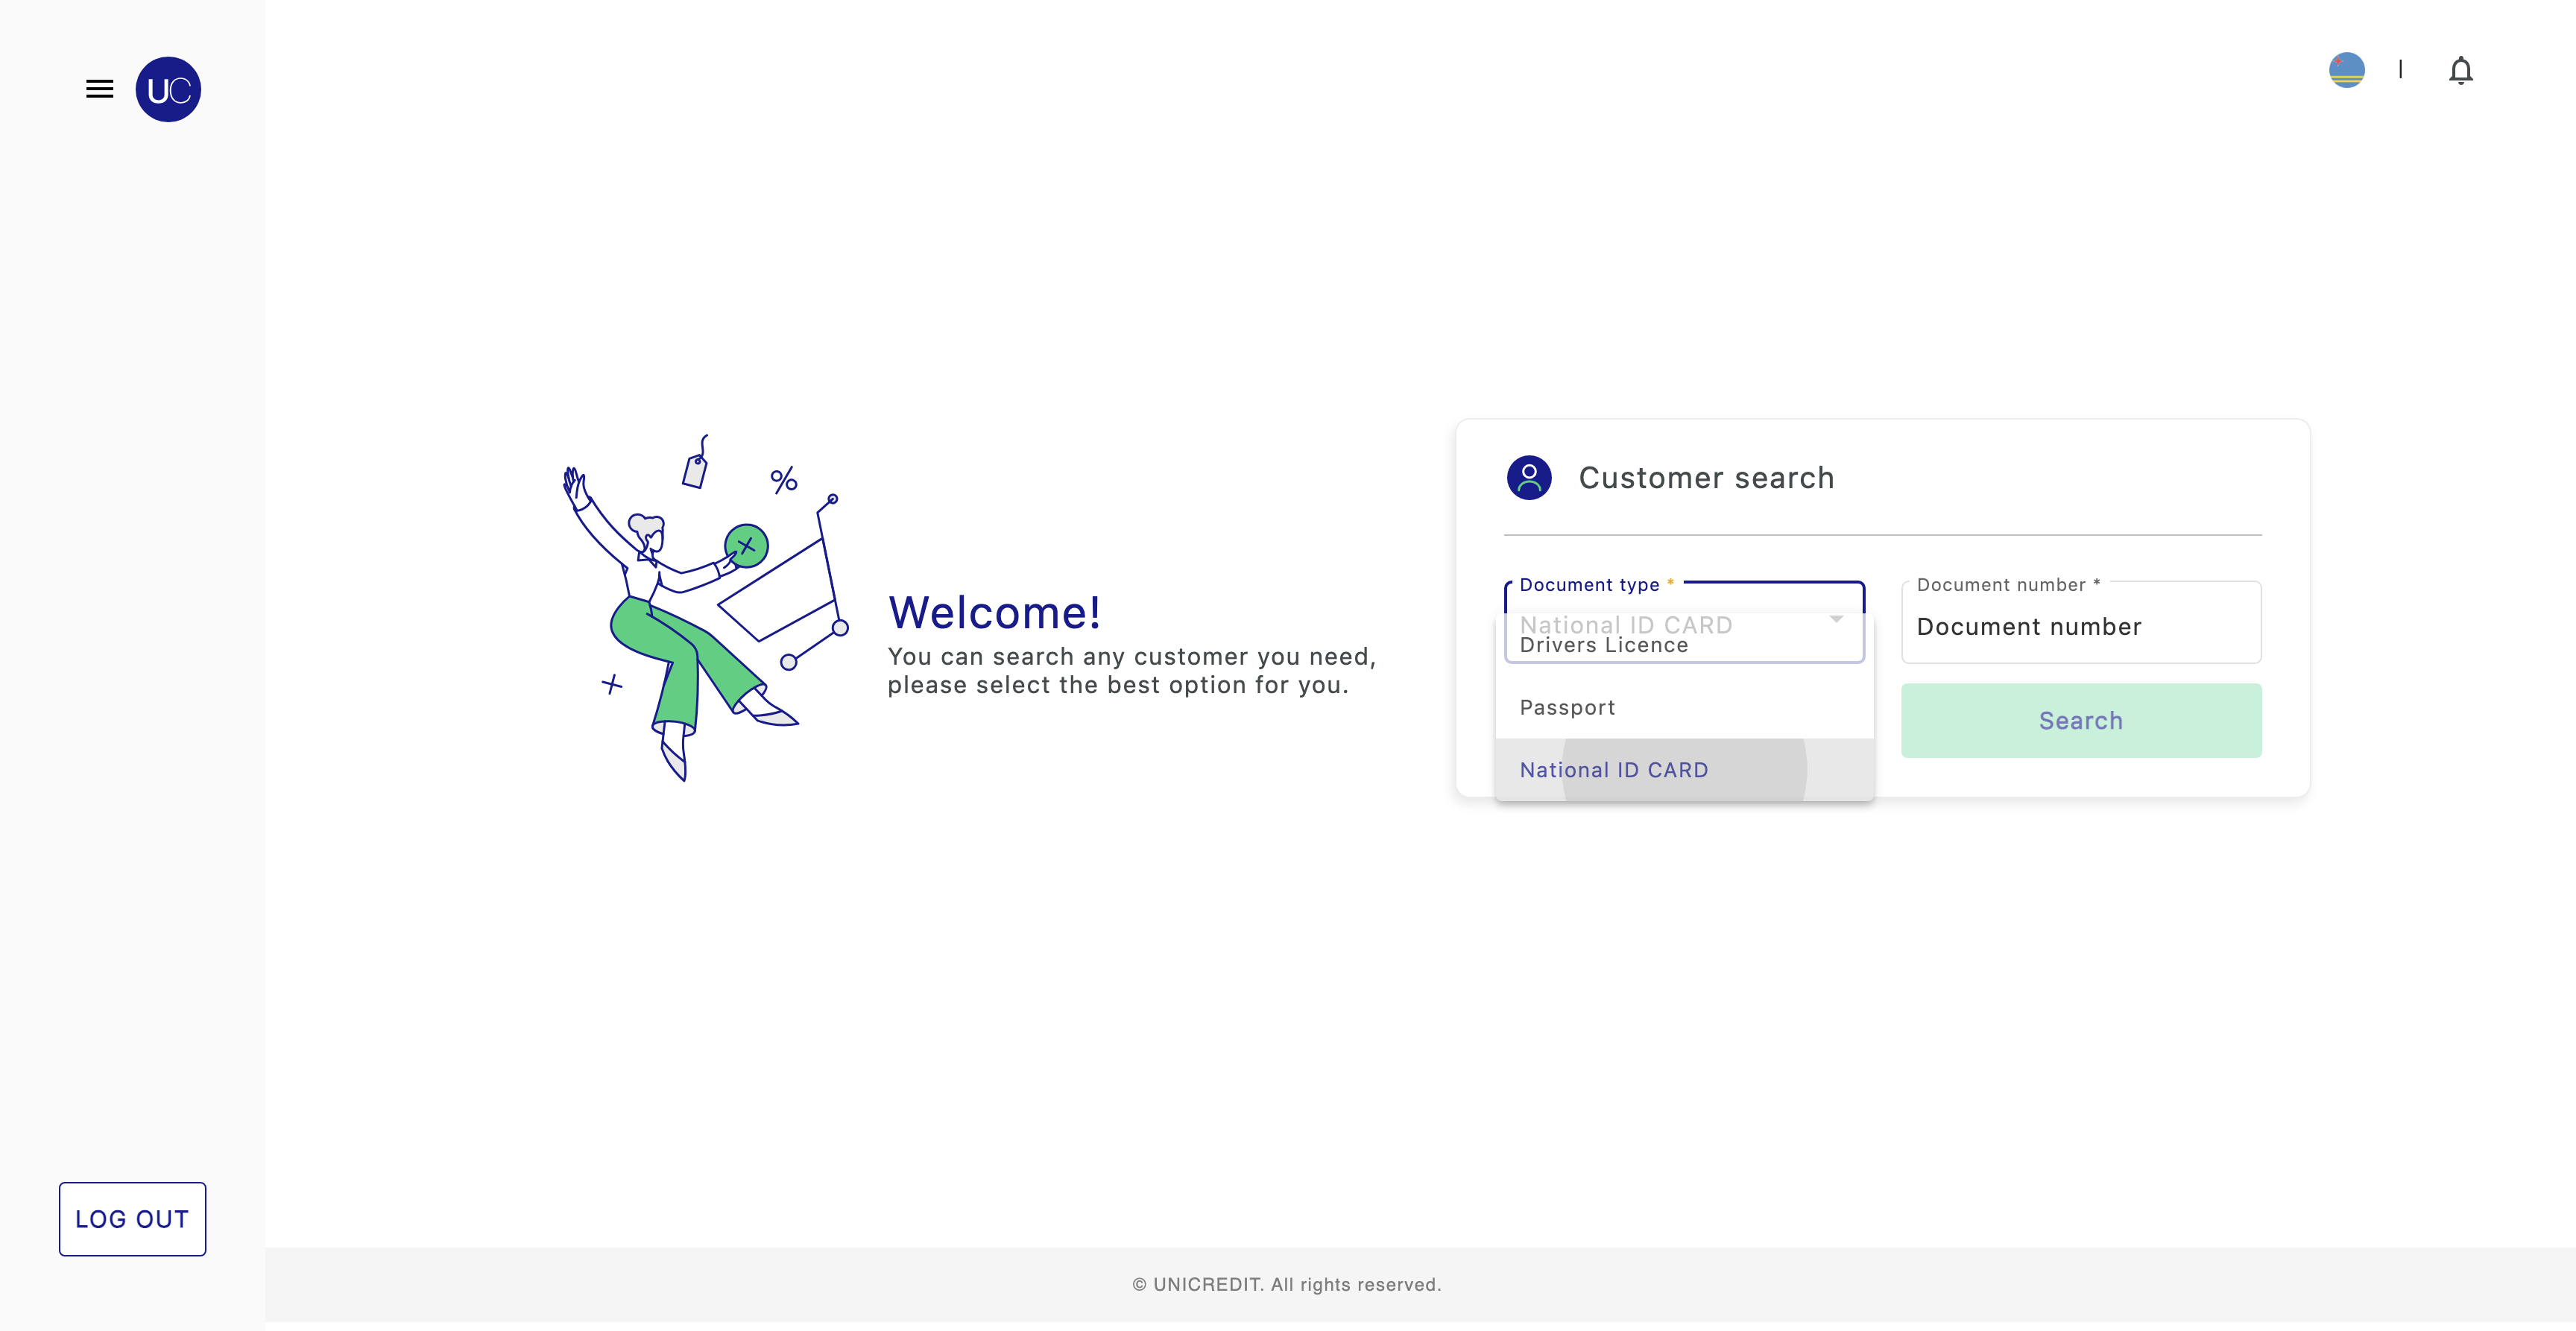 UC
%
Welcome!
You can search any customer you need,
please select the best option for you.
Customer search
Document type *
National ID CARD
Drivers Licence
Passport
National ID CARD
Document number *
Document number
Search
LOG OUT
© UNICREDIT. All rights reserved.